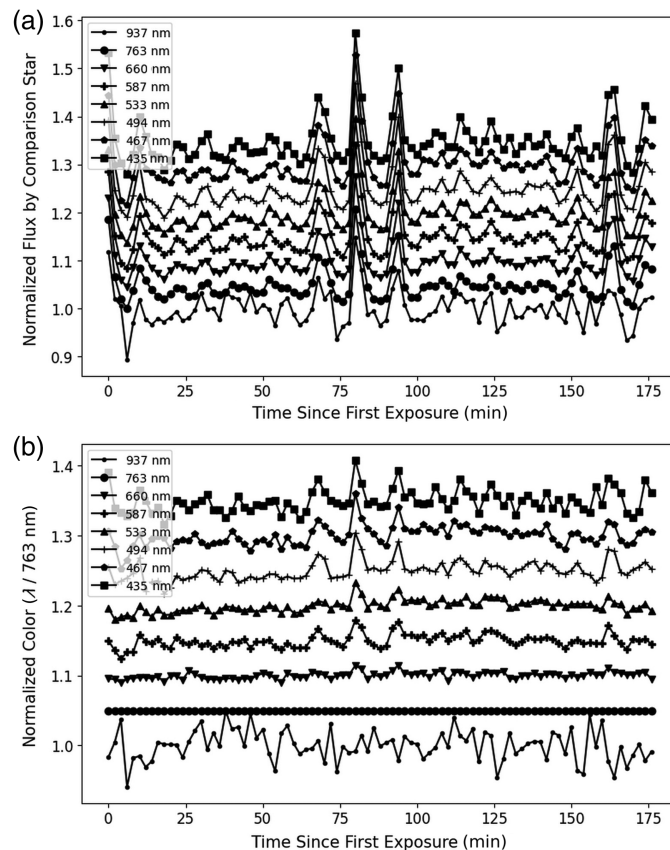 (a)
1.6
1.5
1.4
1.3
1.2
1.1
1.0
0.9
Normalized Flux by Comparison Star
937 nm
763 nm
660 nm
587 nm
533 nm
494 nm
467 nm
435 nm
0 25 50 75 100 125 150 175
Time Since First Exposure (min)
(b)
1.4
1.3
1.2
1.1
1.0
Normalized Color (λ / 763 nm)
937 nm
763 nm
660 nm
587 nm
533 nm
494 nm
467 nm
435 nm
0 25 50 75 100 125 150 175
Time Since First Exposure (min)